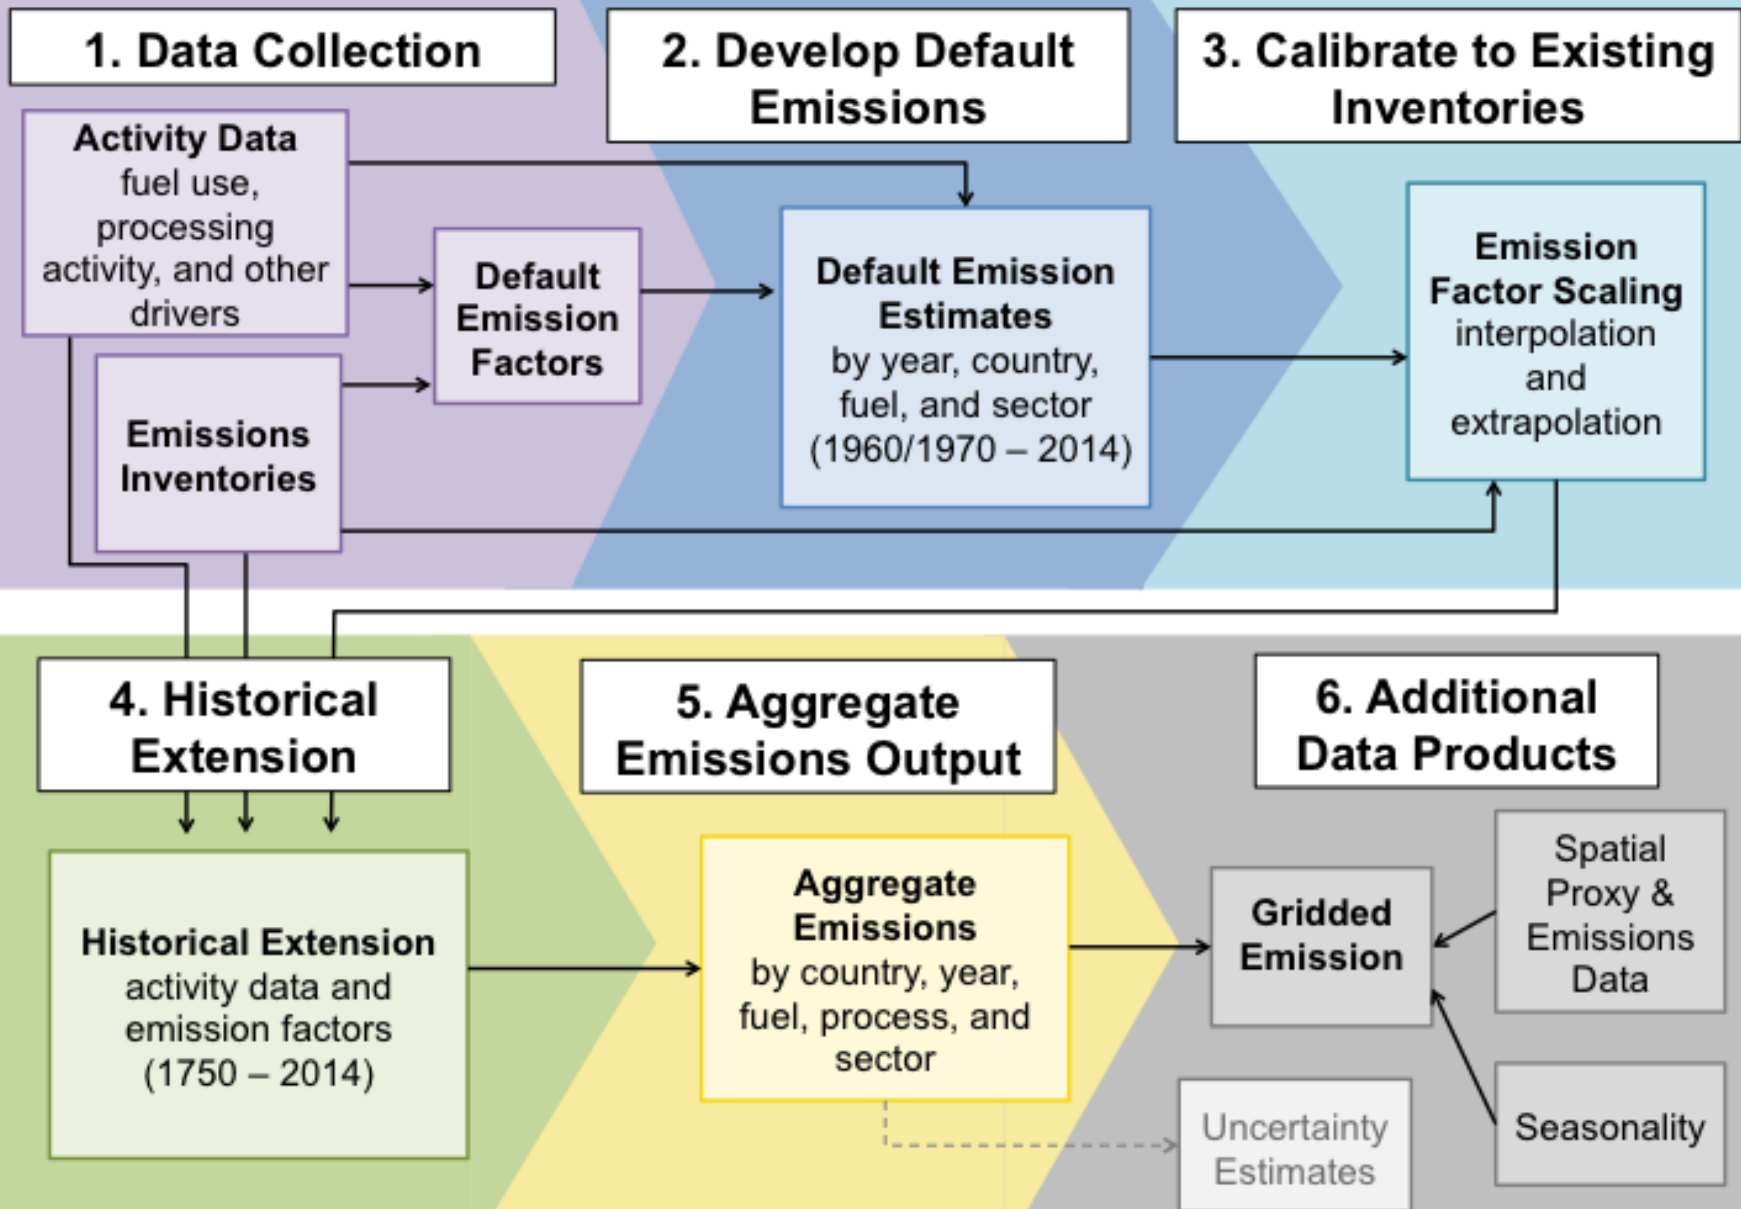 1. Data Collection
2. Develop Default
Emissions
3. Calibrate to Existing
Inventories
Activity Data
fuel use,
processing
activity, and other
drivers
Default
Emission
Factors
Emissions
Inventories
Default Emission
Estimates
by year, country,
fuel, and sector
(1960/1970 – 2014)
Emission
Factor Scaling
interpolation
and
extrapolation
4. Historical
Extension
5. Aggregate
Emissions Output
6. Additional
Data Products
Historical Extension
activity data and
emission factors
(1750 – 2014)
Aggregate
Emissions
by country, year,
fuel, process, and
sector
Gridded
Emission
Spatial
Proxy &
Emissions
Data
Uncertainty
Estimates
Seasonality